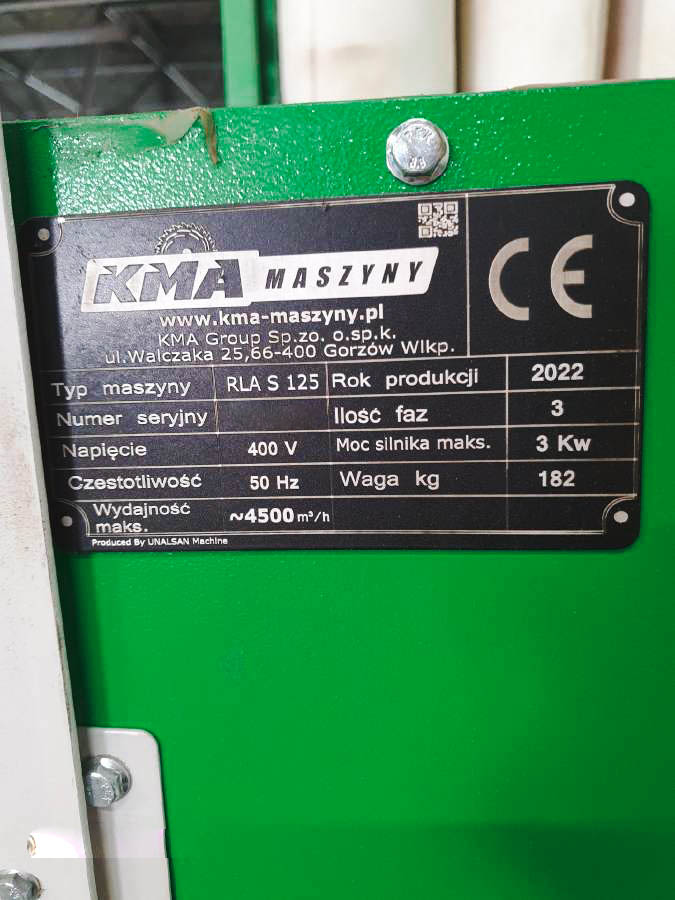 KMA MASZYNY
www.kma-maszyny.pl
KMA Group Sp.zo. o.sp.k.
ul.Walczaka 25,66-400 Gorzów Wlkp.
CE
Typ maszyny RLA S 125 Rok produkcji 2022
Numer seryjny Ilość faz 3
Napięcie 400 V Moc silnika maks. 3 Kw
Czestotliwość 50 Hz Waga kg 182
Wydajność
maks. ~4500 m³/h
Produced By UNALSAN Machine